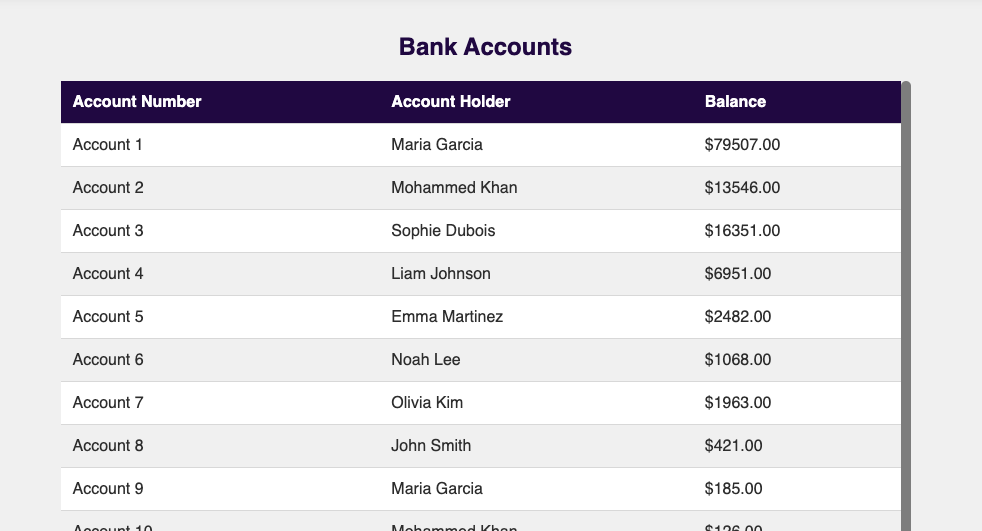 Bank Accounts
Account Number Account Holder Balance
Account 1 Maria Garcia $79507.00
Account 2 Mohammed Khan $13546.00
Account 3 Sophie Dubois $16351.00
Account 4 Liam Johnson $6951.00
Account 5 Emma Martinez $2482.00
Account 6 Noah Lee $1068.00
Account 7 Olivia Kim $1963.00
Account 8 John Smith $421.00
Account 9 Maria Garcia $185.00
Account 10 Mohammed Khan $126.00